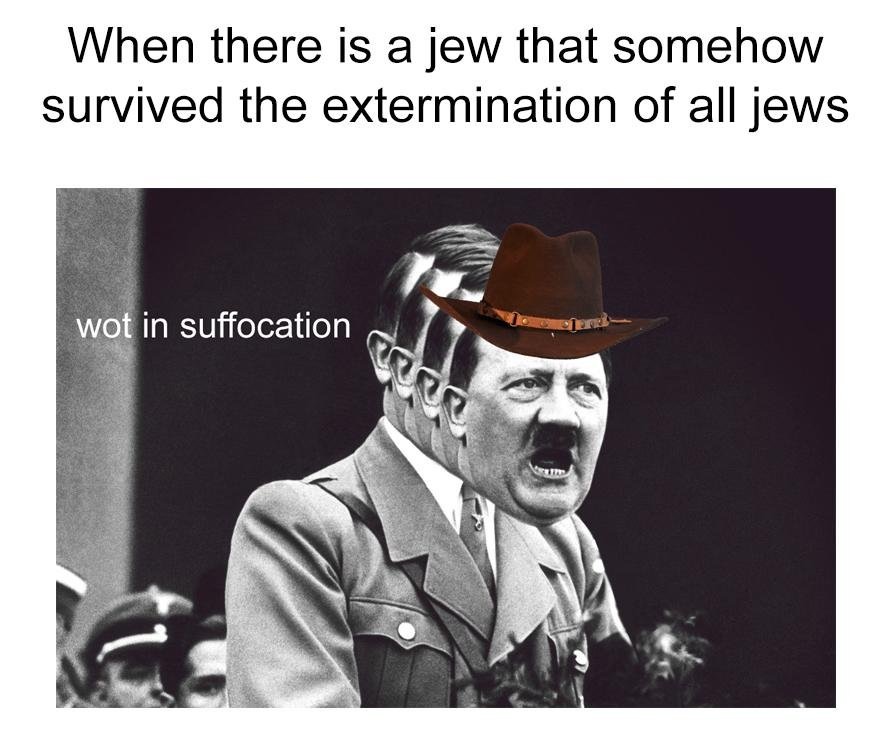 When there is a jew that somehow
survived the extermination of all jews
wot in suffocation